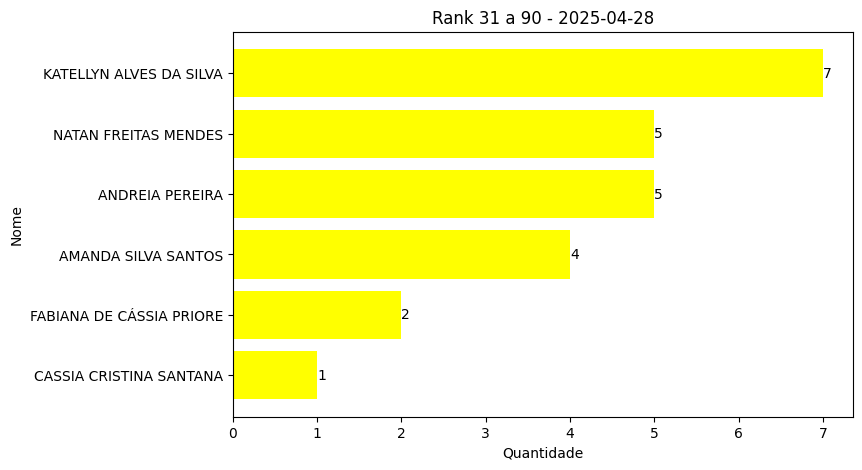 Rank 31 a 90 - 2025-04-28
KATELLYN ALVES DA SILVA
7
NATAN FREITAS MENDES
5
ANDREIA PEREIRA
5
AMANDA SILVA SANTOS
4
FABIANA DE CÁSSIA PRIORE
2
CASSIA CRISTINA SANTANA
1
Nome
0 1 2 3 4 5 6 7
Quantidade